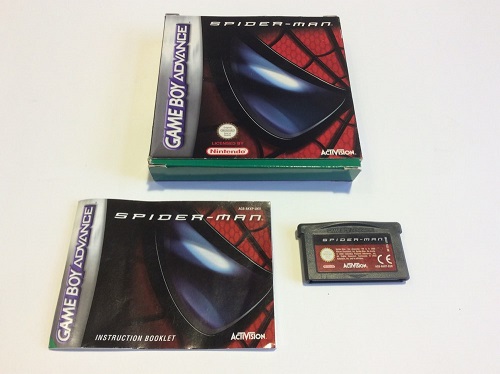 GAME BOY ADVANCE
SPIDER-MAN
LICENSED BY
Nintendo
ACTIVISION
GAME BOY ADVANCE
SPIDER-MAN
INSTRUCTION BOOKLET
ACTIVISION
SPIDER-MAN
ACTIVISION
CE